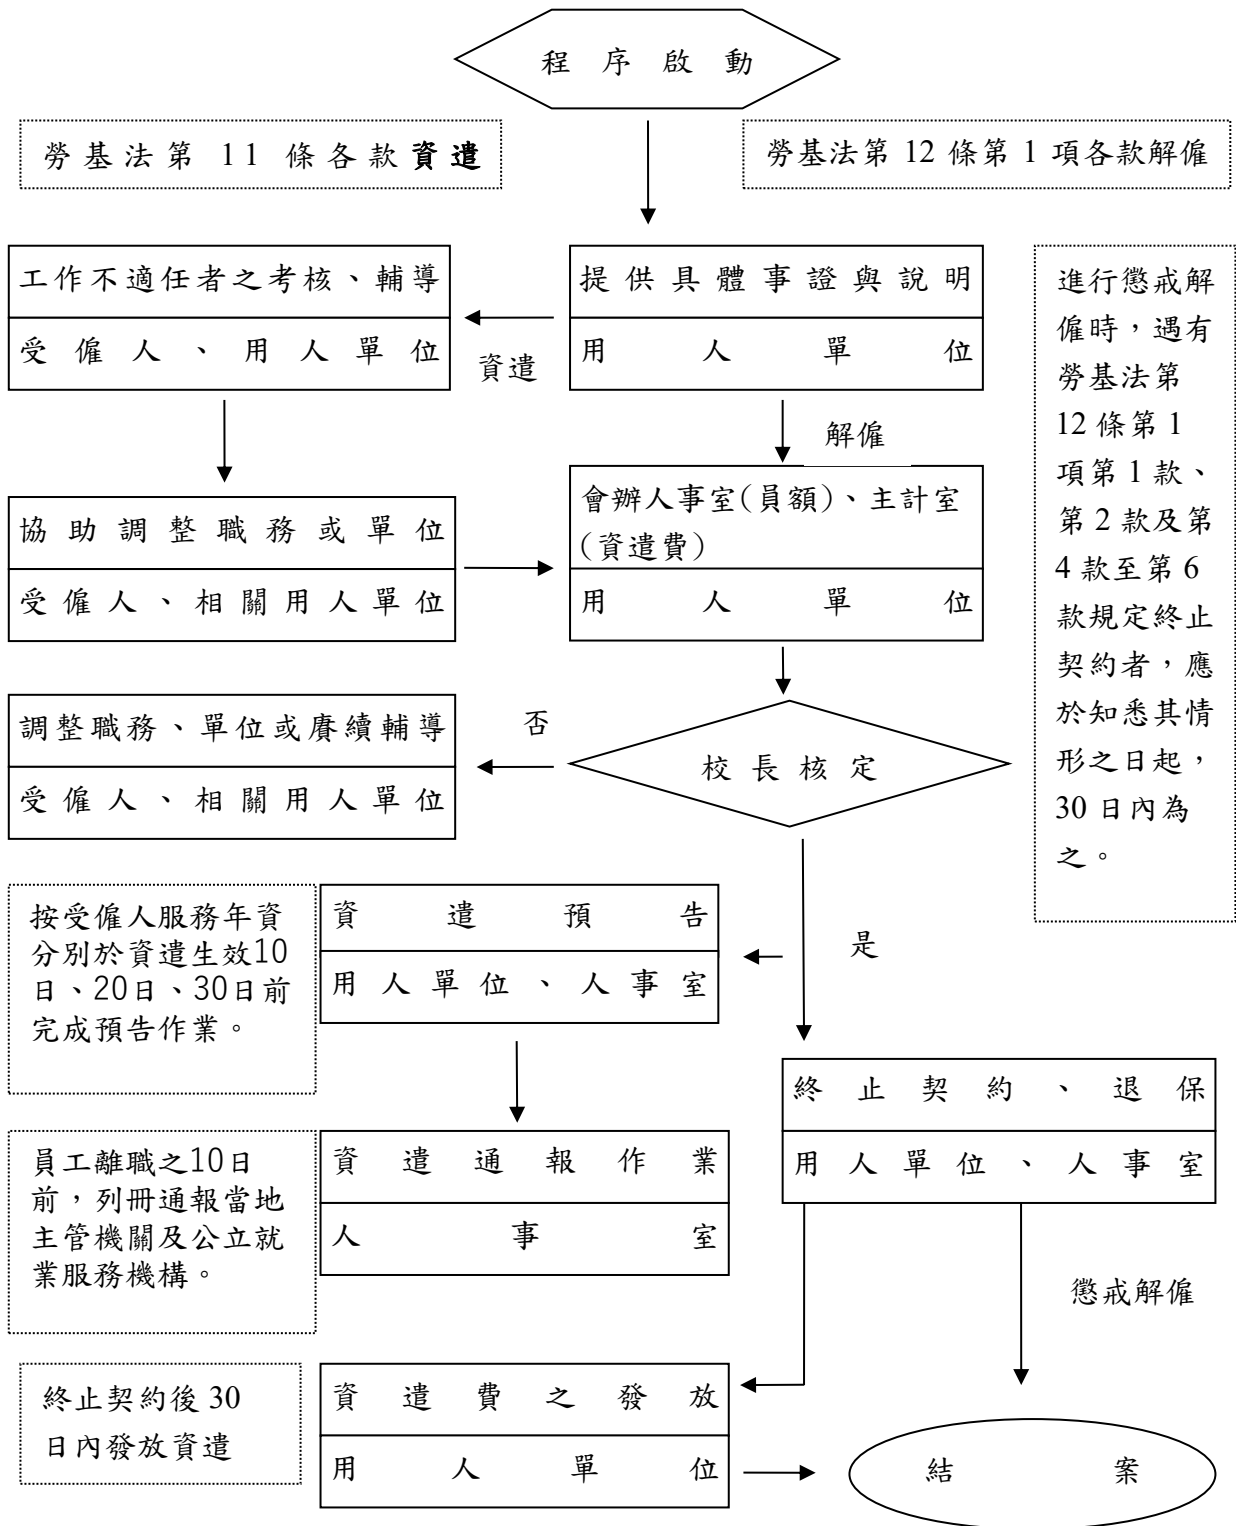 程序啟動
勞基法第 11 條各款資遣
勞基法第 12 條第 1 項各款解僱
工作不適任者之考核、輔導
受僱人、用人單位
資遣
提供具體事證與說明
用人單位
解僱
進行懲戒解
僱時，遇有
勞基法第
12 條第 1
項第 1 款、
第 2 款及第
4 款至第 6
款規定終止
契約者，應
於知悉其情
形之日起，
30 日內為
之。
協助調整職務或單位
受僱人、相關用人單位
會辦人事室(員額)、主計室
(資遣費)
用人單位
調整職務、單位或賡續輔導
受僱人、相關用人單位
否
校長核定
是
按受僱人服務年資
分別於資遣生效10
日、20日、30日前
完成預告作業。
資遣預告
用人單位、人事室
終止契約、退保
用人單位、人事室
員工離職之10日
前，列冊通報當地
主管機關及公立就
業服務機構。
資遣通報作業
人事室
懲戒解僱
終止契約後 30
日內發放資遣
資遣費之發放
用人單位
結案